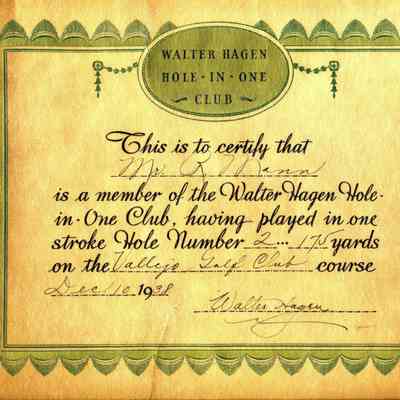 WALTER HAGEN
HOLE · IN · ONE
CLUB
This is to certify that
Mr. R. Mann
is a member of the Walter Hagen Hole-
in-One Club, having played in one
stroke Hole Number 2 ... 175 yards
on the Vallejo Golf Club course
Dec 10 1938
Walter Hagen